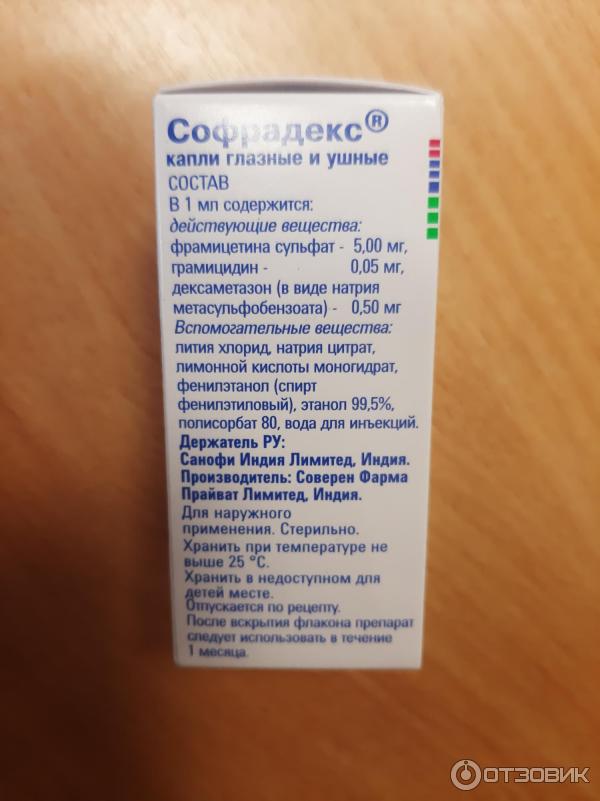 Софрадекс®
капли глазные и ушные
СОСТАВ
В 1 мл содержится:
действующие вещества:
фрамицетина сульфат - 5,00 мг,
грамицидин - 0,05 мг,
дексаметазон (в виде натрия
метасульфобензоата) - 0,50 мг
Вспомогательные вещества:
лития хлорид, натрия цитрат,
лимонной кислоты моногидрат,
фенилэтанол (спирт
фенилэтиловый), этанол 99,5%,
полисорбат 80, вода для инъекций.
Держатель РУ:
Санофи Индия Лимитед, Индия.
Производитель: Соверен Фарма
Прайват Лимитед, Индия.
Для наружного
применения. Стерильно.
Хранить при температуре не
выше 25 °C.
Хранить в недоступном для
детей месте.
Отпускается по рецепту.
После вскрытия флакона препарат
следует использовать в течение
1 месяца.
ОТЗОВИК